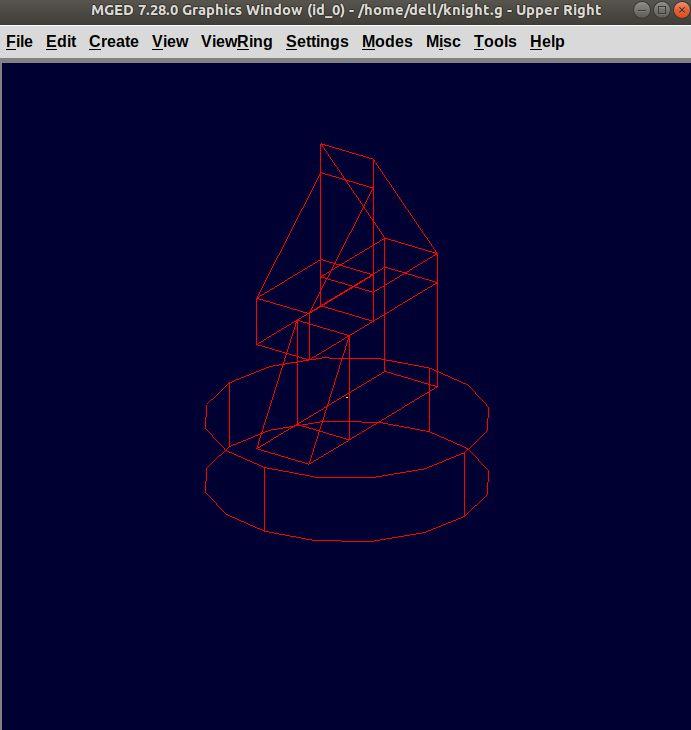 MGED 7.28.0 Graphics Window (id_0) - /home/dell/knight.g - Upper Right
File Edit Create View ViewRing Settings Modes Misc Tools Help